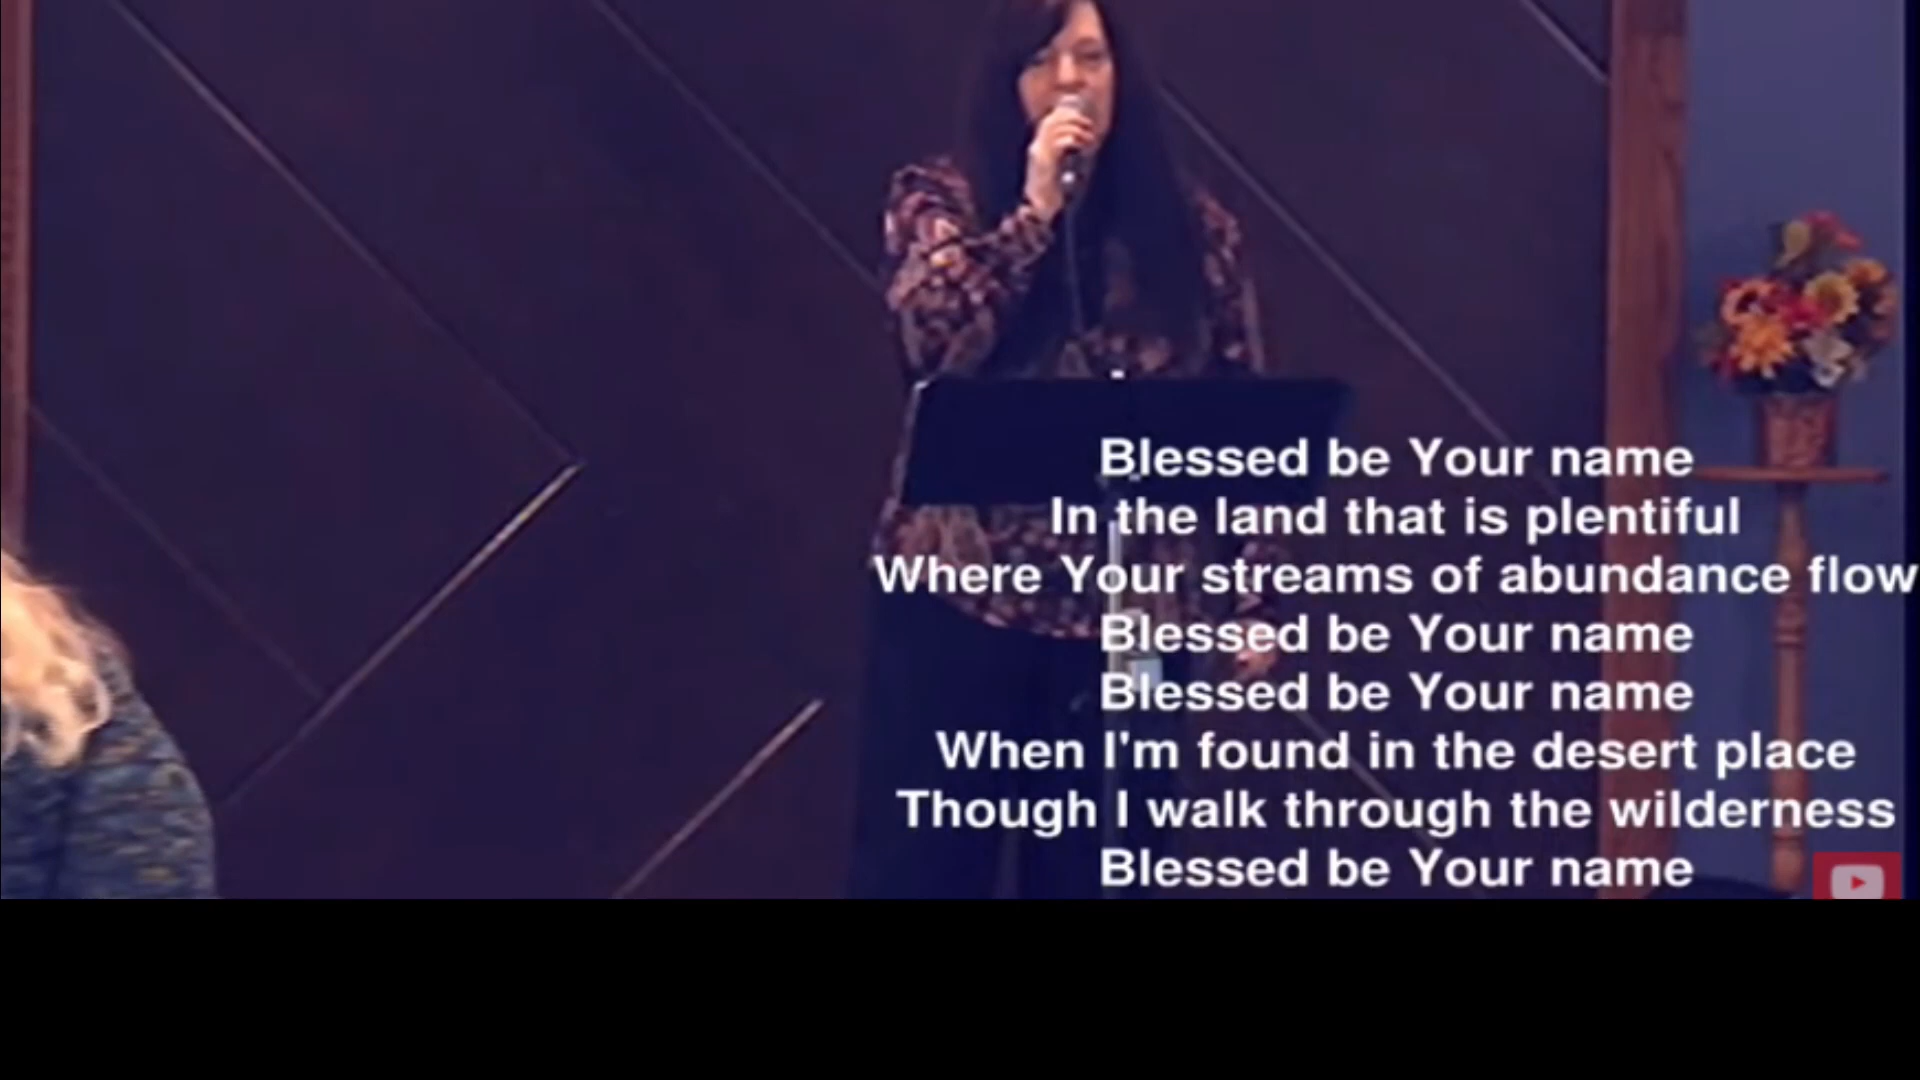 Blessed be Your name
In the land that is plentiful
Where Your streams of abundance flow
Blessed be Your name
Blessed be Your name
When I'm found in the desert place
Though I walk through the wilderness
Blessed be Your name